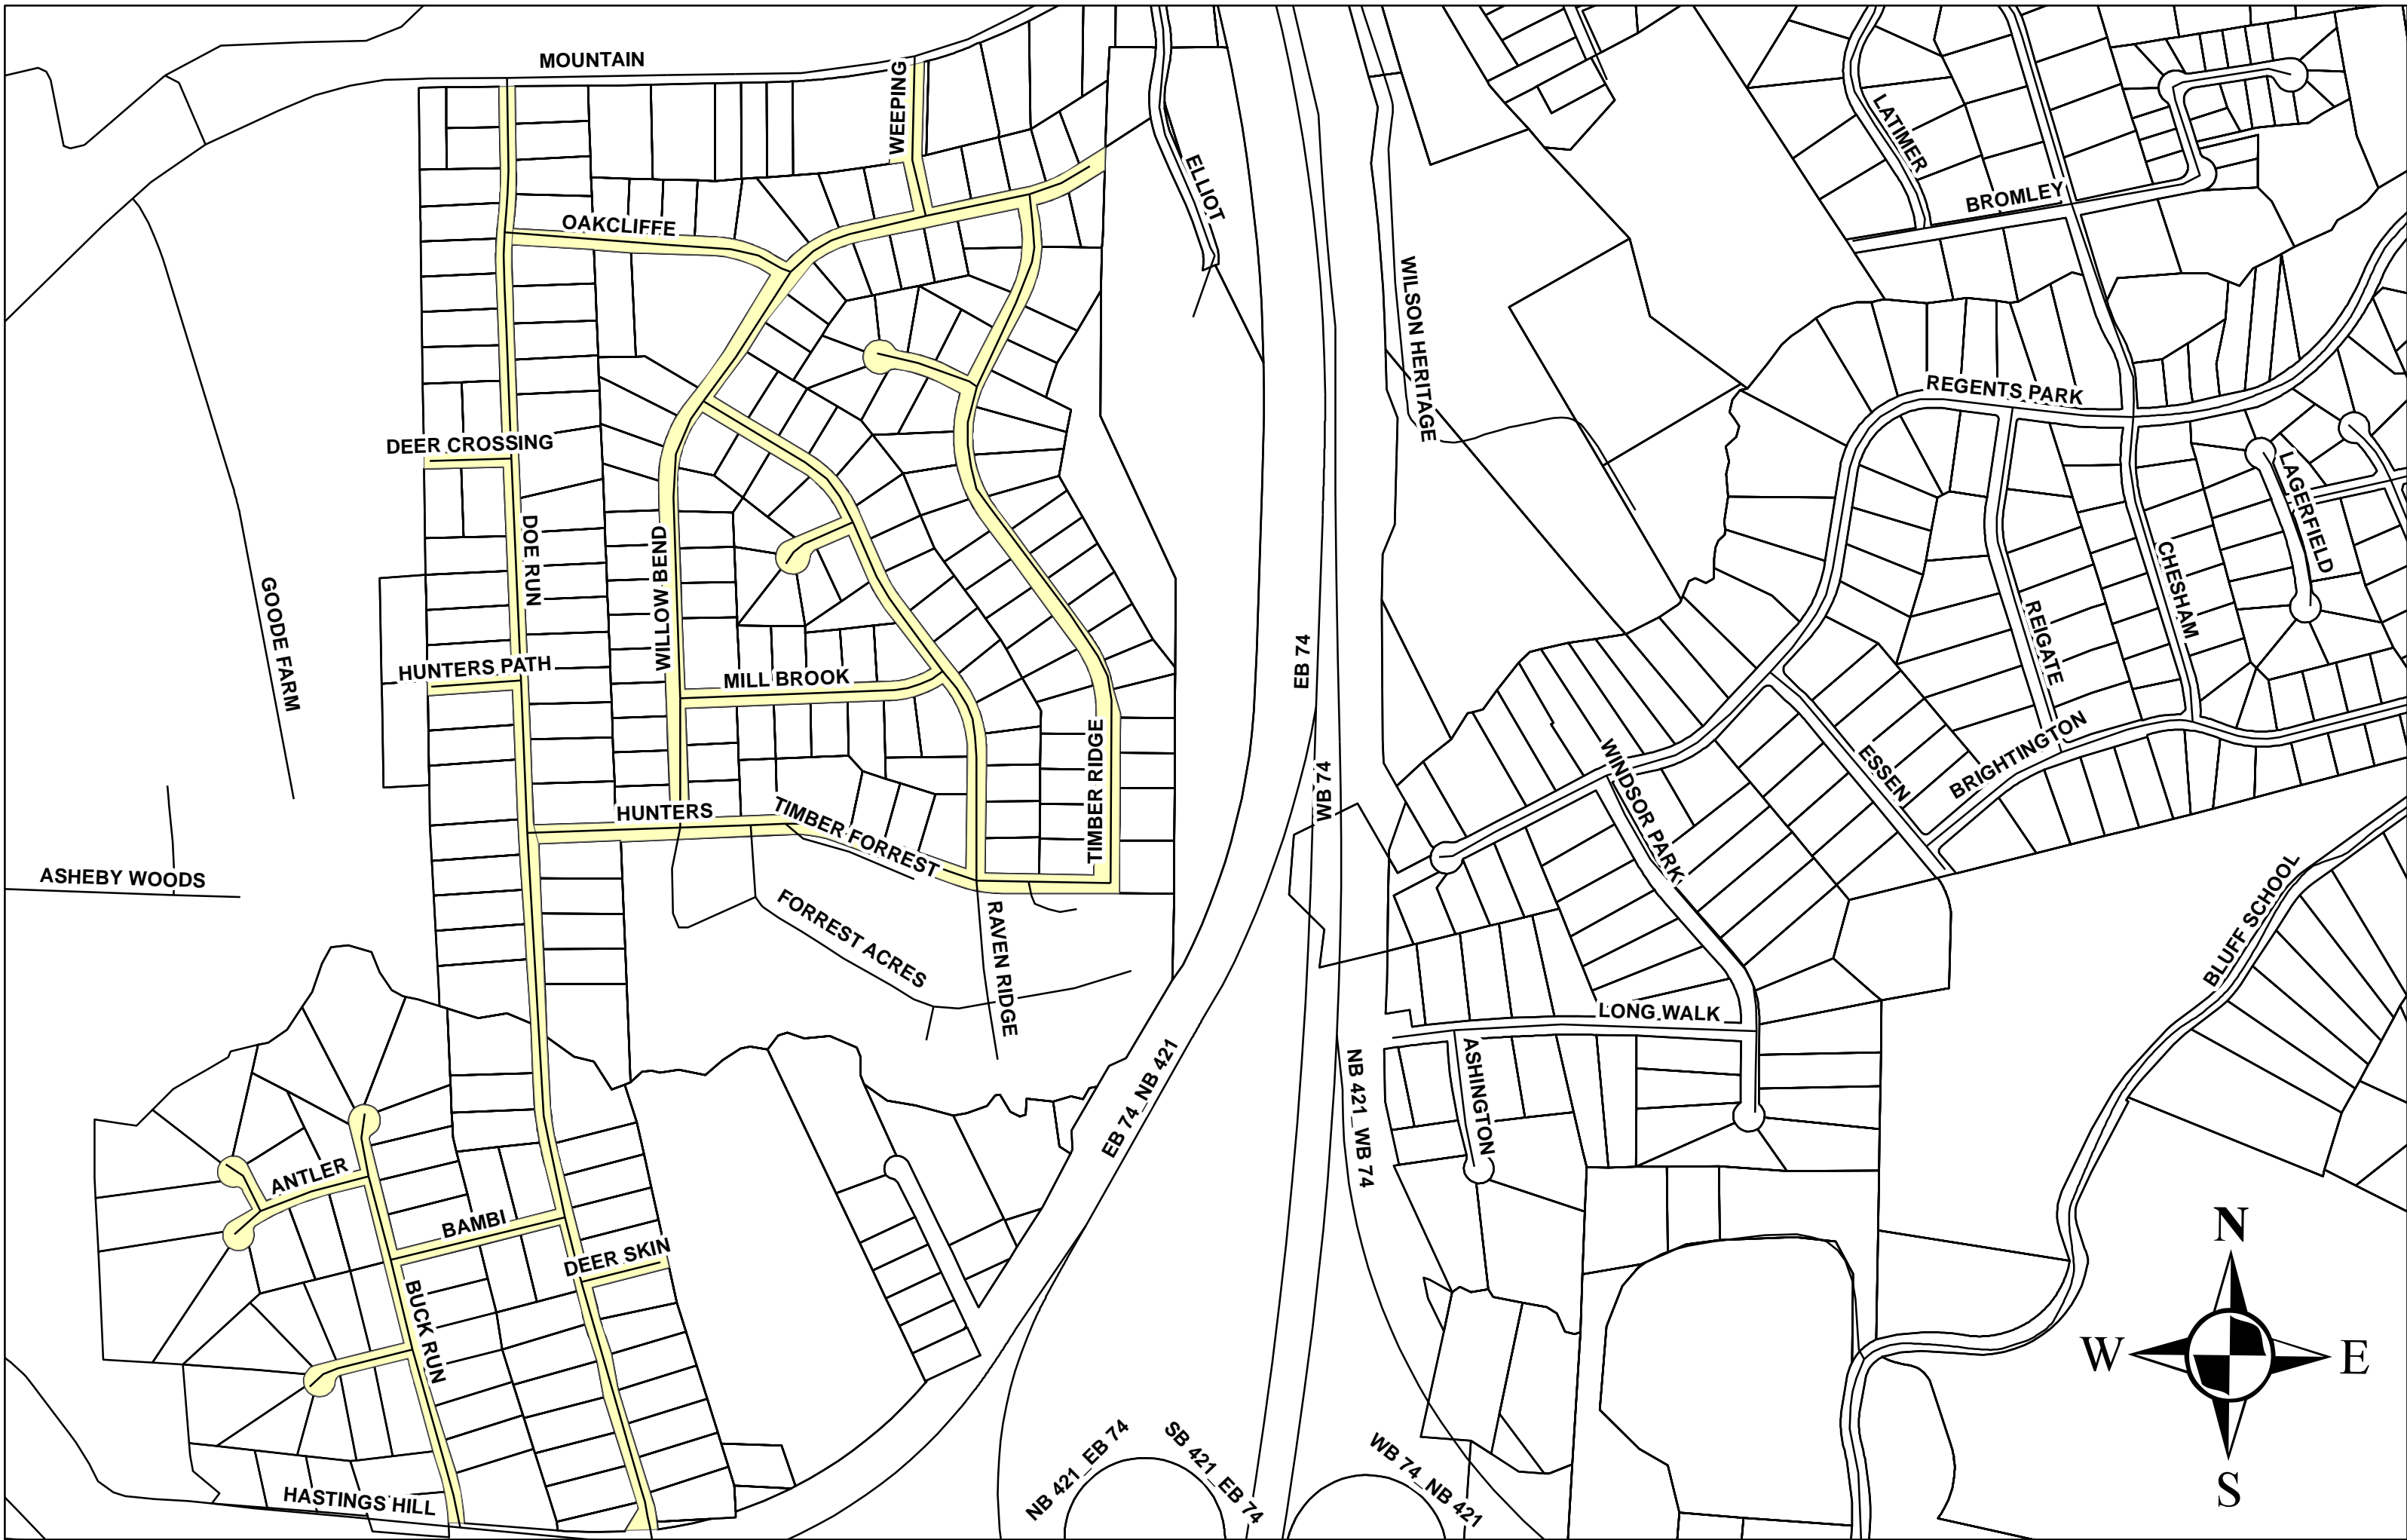 MOUNTAIN
WEEPING
LATIMER
ELLIOT
BROMLEY
OAKCLIFFE
WILSON HERITAGE
REGENTS PARK
DEER CROSSING
LAGERFIELD
DOE RUN
WILLOW BEND
CHESHAM
GOODE FARM
REIGATE
EB 74
HUNTERS PATH
MILL BROOK
TIMBER RIDGE
BRIGHTINGTON
ESSEN
WINDSOR PARK
WB 74
HUNTERS
TIMBER FORREST
ASHEBY WOODS
BLUFF SCHOOL
FORREST ACRES
RAVEN RIDGE
LONG WALK
ASHINGTON
EB 74_NB 421
NB 421_WB 74
ANTLER
BAMBI
DEER SKIN
BUCK RUN
N
W
E
S
NB 421_EB 74
SB 421_EB 74
WB 74_NB 421
HASTINGS HILL